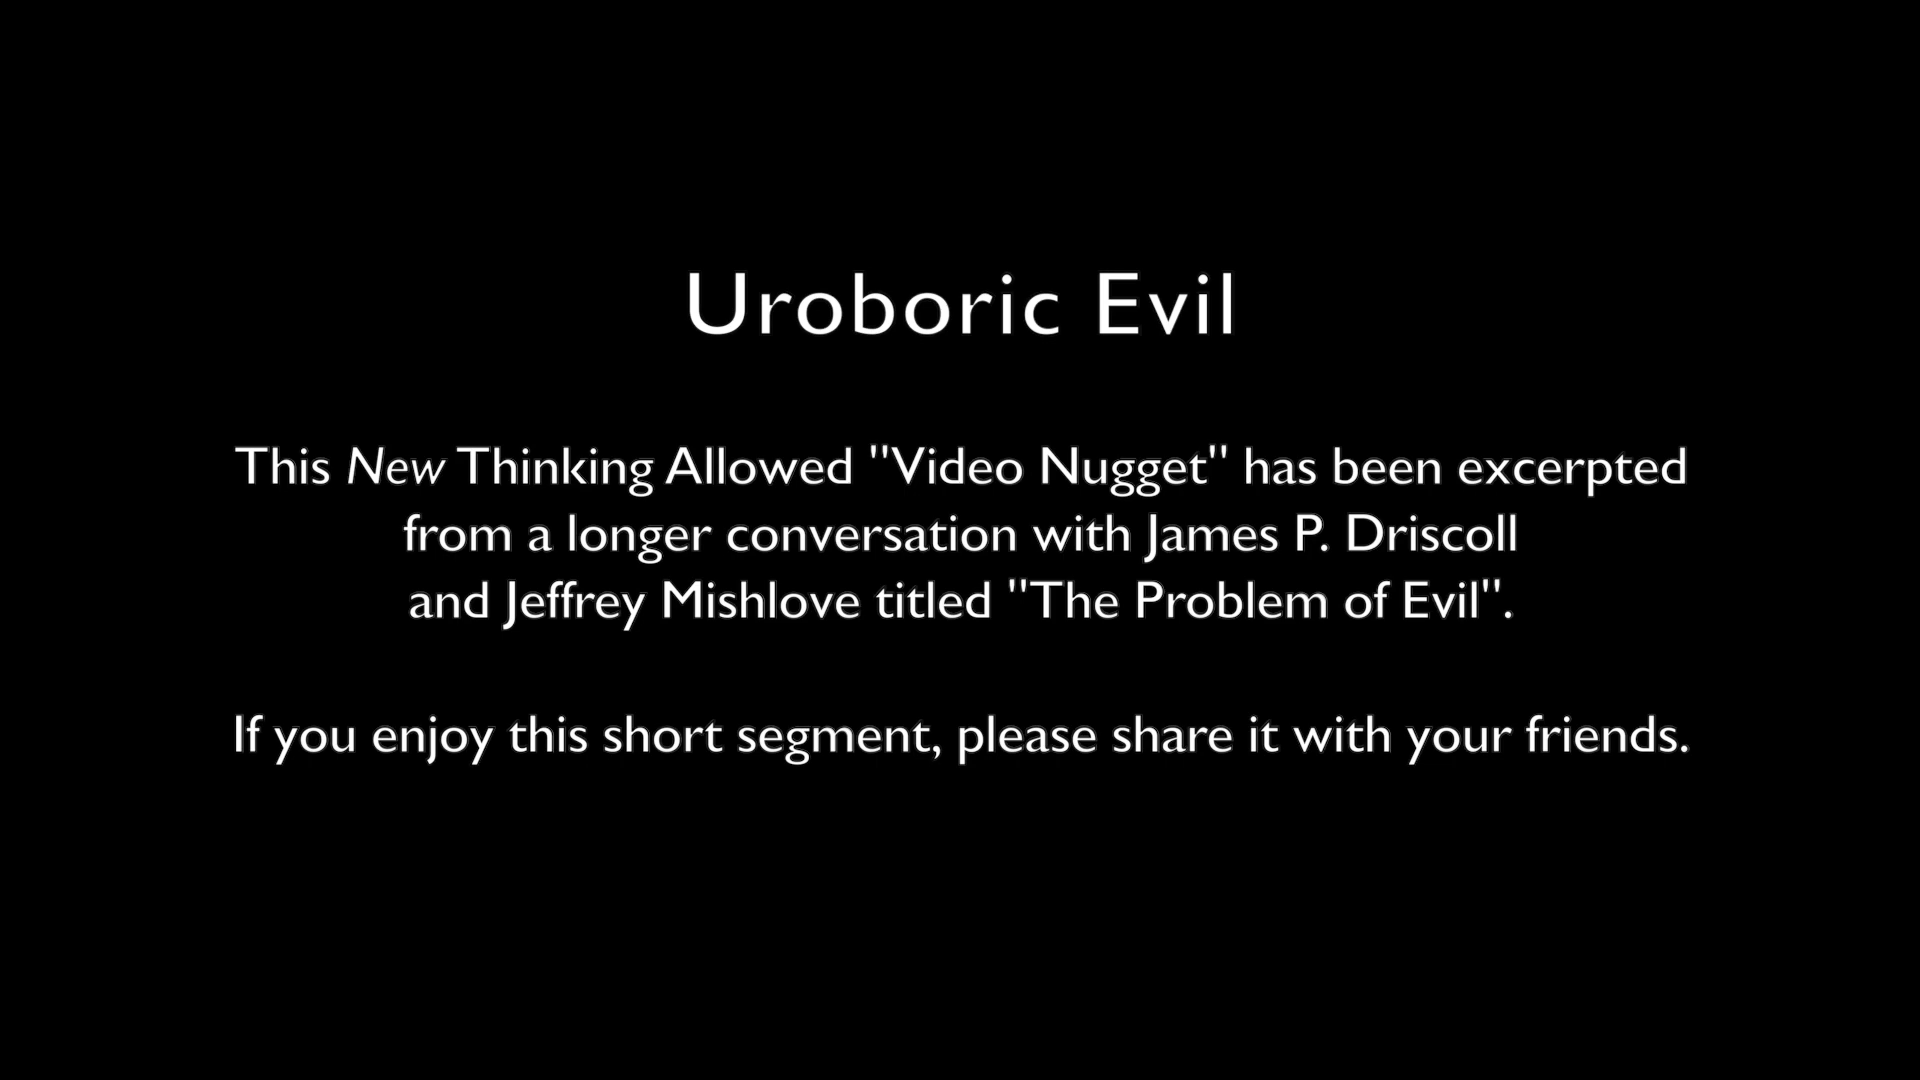 Uroboric Evil
This New Thinking Allowed "Video Nugget" has been excerpted
from a longer conversation with James P. Driscoll
and Jeffrey Mishlove titled "The Problem of Evil".
If you enjoy this short segment, please share it with your friends.